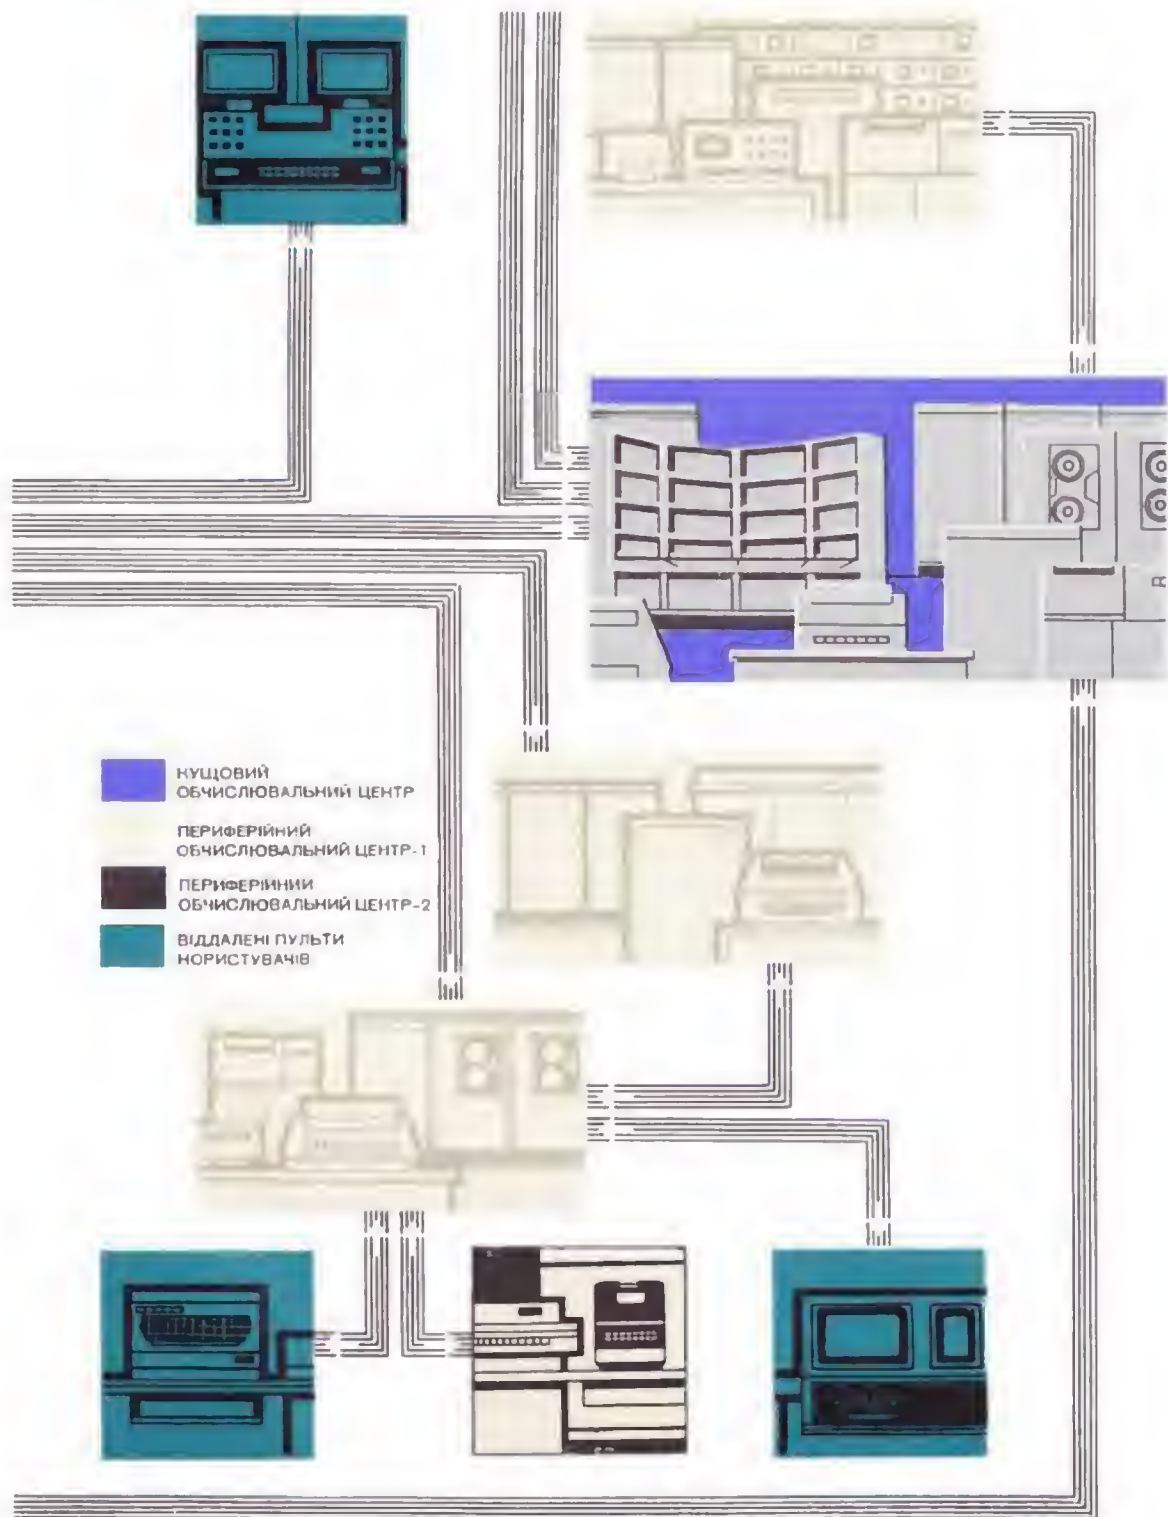 КУЩОВИЙ
ОБЧИСЛЮВАЛЬНИЙ ЦЕНТР
ПЕРИФЕРІЙНИЙ
ОБЧИСЛЮВАЛЬНИЙ ЦЕНТР-1
ПЕРИФЕРІЙНИЙ
ОБЧИСЛЮВАЛЬНИЙ ЦЕНТР-2
ВІДДАЛЕНІ ПУЛЬТИ
КОРИСТУВАЧІВ